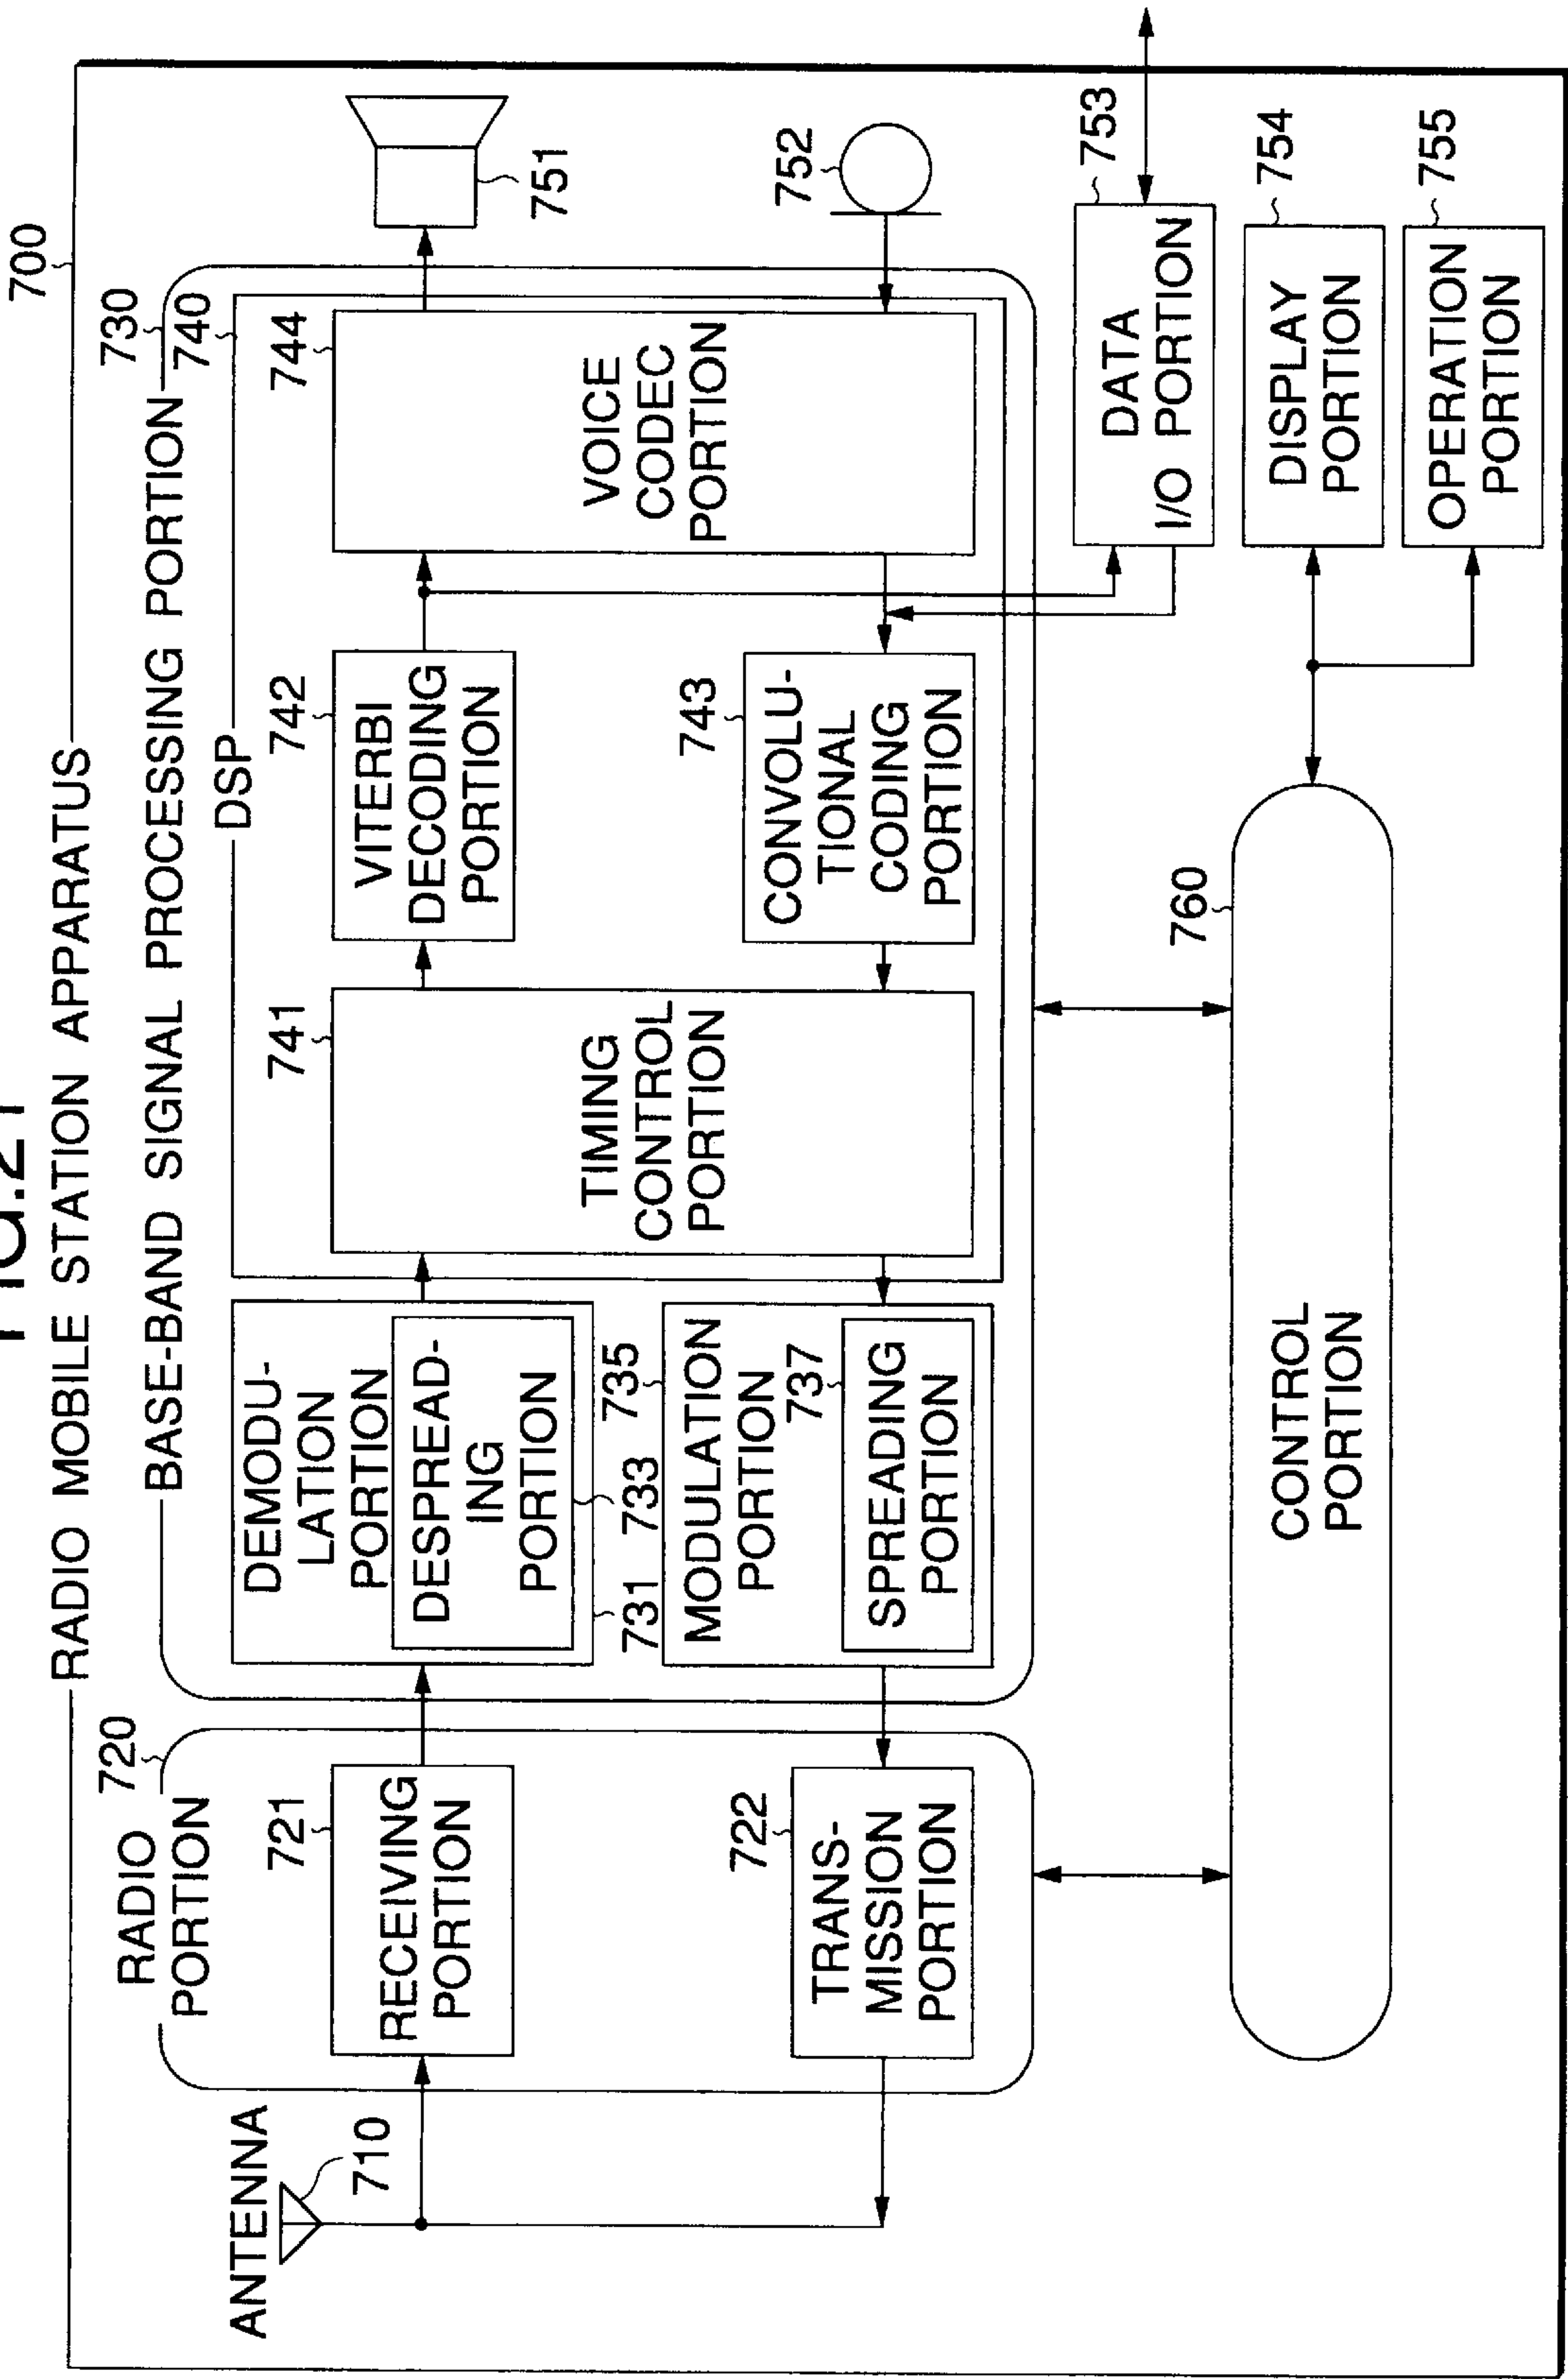 FIG.21
RADIO MOBILE STATION APPARATUS
700
ANTENNA
710
RADIO
PORTION
720
721
RECEIVING
PORTION
722
TRANS-
MISSION
PORTION
BASE-BAND SIGNAL PROCESSING PORTION
730
DEMODU-
LATION
PORTION
DESPREAD-
ING
PORTION
731
733
735
MODULATION
PORTION
737
SPREADING
PORTION
DSP
740
741
TIMING
CONTROL
PORTION
742
VITERBI
DECODING
PORTION
743
CONVOLU-
TIONAL
CODING
PORTION
744
VOICE
CODEC
PORTION
751
752
753
DATA
I/O PORTION
754
DISPLAY
PORTION
755
OPERATION
PORTION
760
CONTROL
PORTION